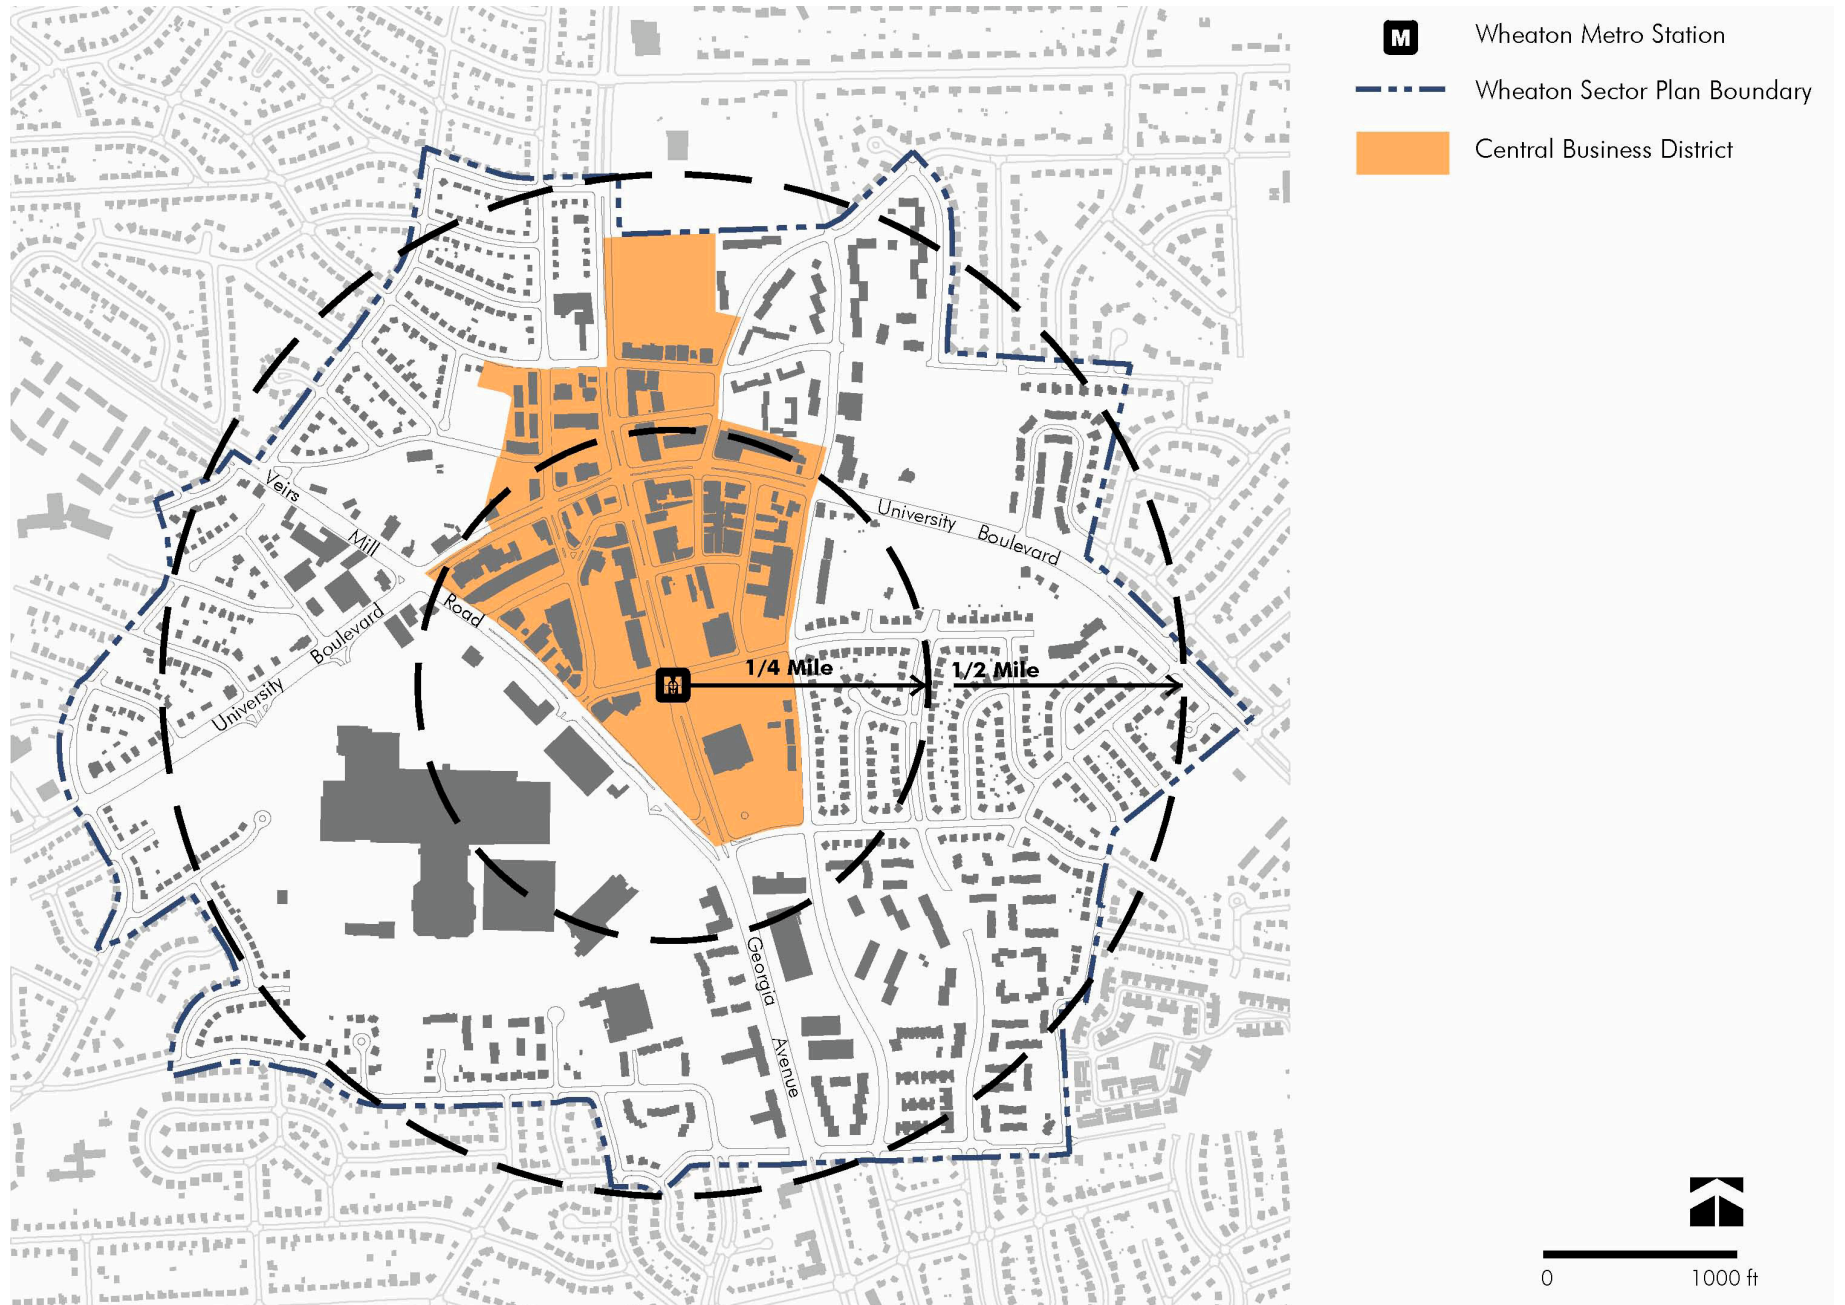 M
Wheaton Metro Station
Wheaton Sector Plan Boundary
Central Business District
Veirs
Mill
Road
University
Boulevard
University
Boulevard
M
1/4 Mile
1/2 Mile
Georgia
Avenue
0
1000 ft